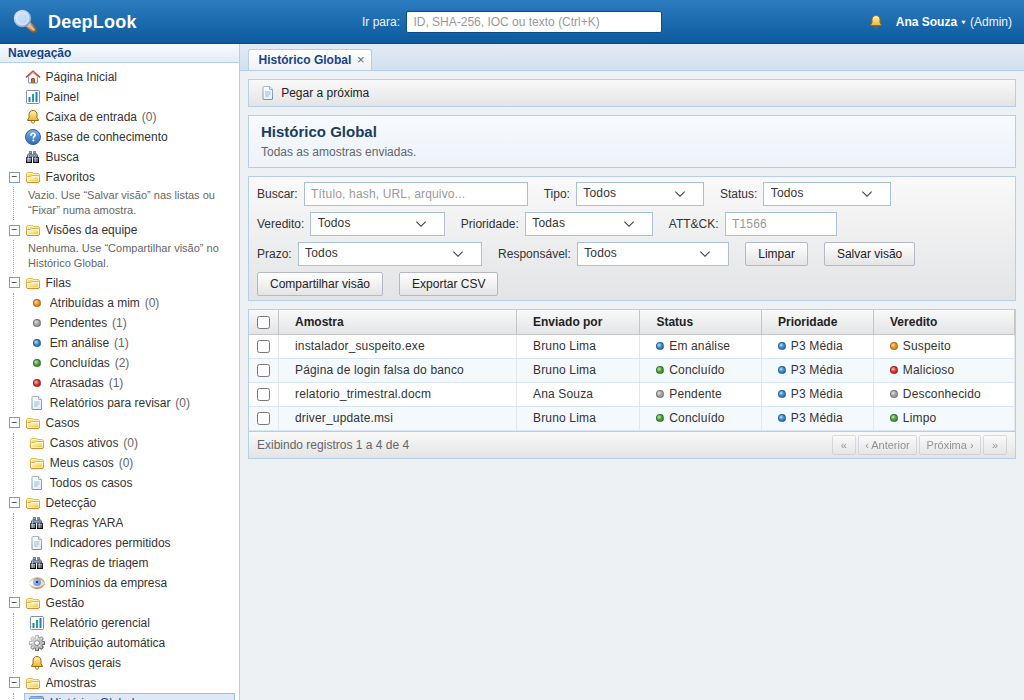 DeepLook
Ir para: ID, SHA-256, IOC ou texto (Ctrl+K)
Ana Souza (Admin)
Navegação
Página Inicial
Painel
Caixa de entrada (0)
Base de conhecimento
Busca
Favoritos
Vazio. Use “Salvar visão” nas listas ou
“Fixar” numa amostra.
Visões da equipe
Nenhuma. Use “Compartilhar visão” no
Histórico Global.
Filas
Atribuídas a mim (0)
Pendentes (1)
Em análise (1)
Concluídas (2)
Atrasadas (1)
Relatórios para revisar (0)
Casos
Casos ativos (0)
Meus casos (0)
Todos os casos
Detecção
Regras YARA
Indicadores permitidos
Regras de triagem
Domínios da empresa
Gestão
Relatório gerencial
Atribuição automática
Avisos gerais
Amostras
Histórico Global
Histórico Global ×
Pegar a próxima
Histórico Global
Todas as amostras enviadas.
Buscar: Título, hash, URL, arquivo... Tipo: Todos Status: Todos
Veredito: Todos Prioridade: Todas ATT&CK: T1566
Prazo: Todos Responsável: Todos Limpar Salvar visão
Compartilhar visão Exportar CSV
Amostra Enviado por Status Prioridade Veredito
instalador_suspeito.exe Bruno Lima Em análise P3 Média Suspeito
Página de login falsa do banco Bruno Lima Concluído P3 Média Malicioso
relatorio_trimestral.docm Ana Souza Pendente P3 Média Desconhecido
driver_update.msi Bruno Lima Concluído P3 Média Limpo
Exibindo registros 1 a 4 de 4 « ‹ Anterior Próxima › »